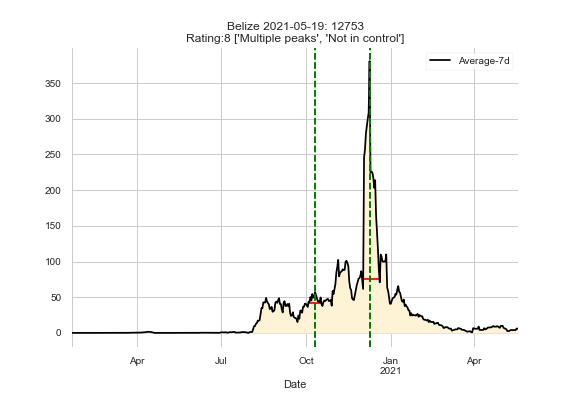 Belize 2021-05-19: 12753
Rating:8 ['Multiple peaks', 'Not in control']
Average-7d
350
300
250
200
150
100
50
0
Apr
Jul
Oct
Jan
2021
Apr
Date